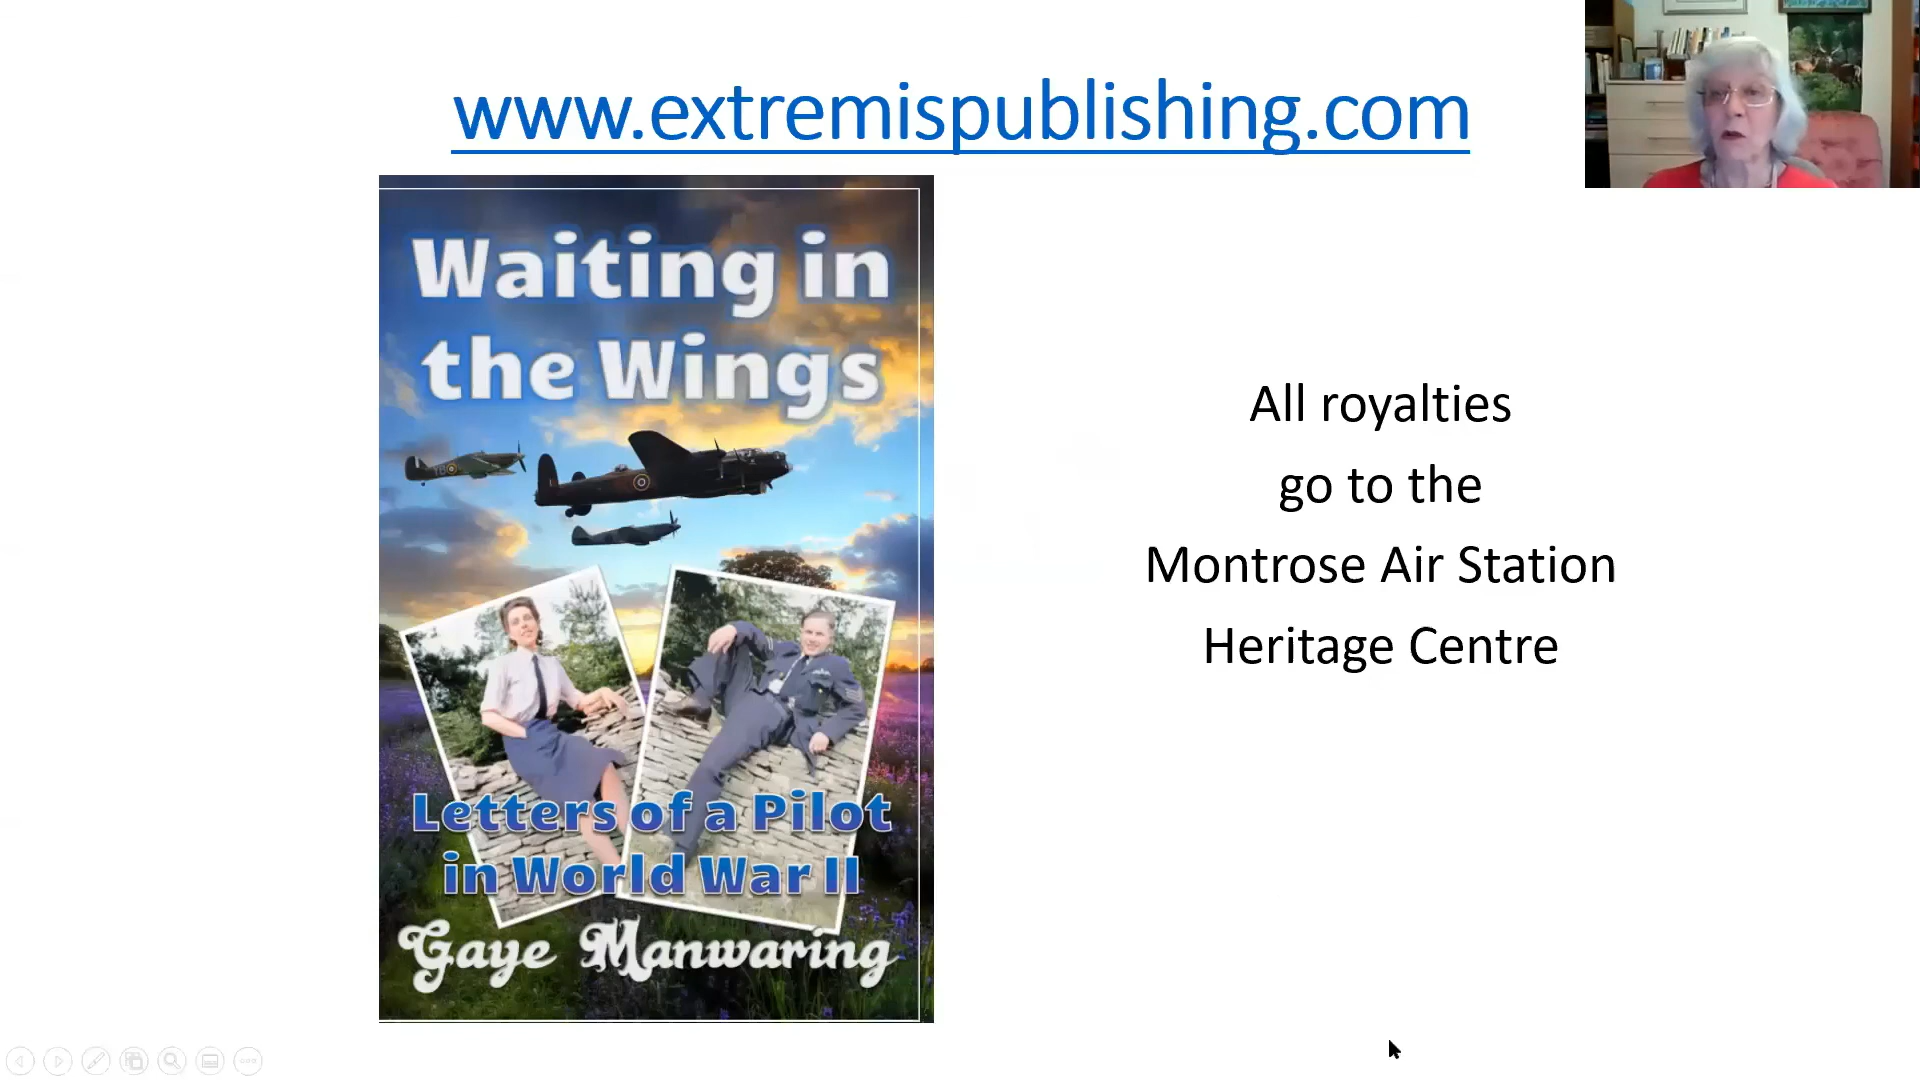 www.extremispublishing.com
Waiting in
the Wings
Letters of a Pilot
in World War II
Gaye Manwaring
All royalties
go to the
Montrose Air Station
Heritage Centre